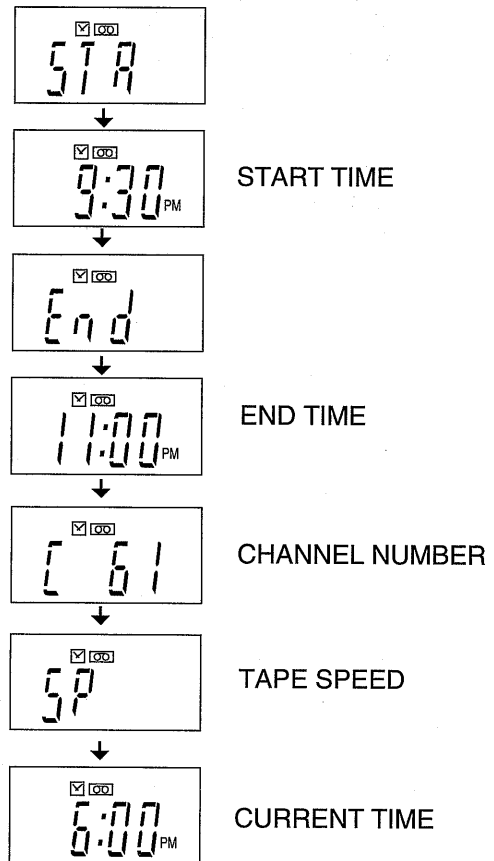 STA
9:30 PM
START TIME
End
11:00 PM
END TIME
C 61
CHANNEL NUMBER
SP
TAPE SPEED
6:00 PM
CURRENT TIME